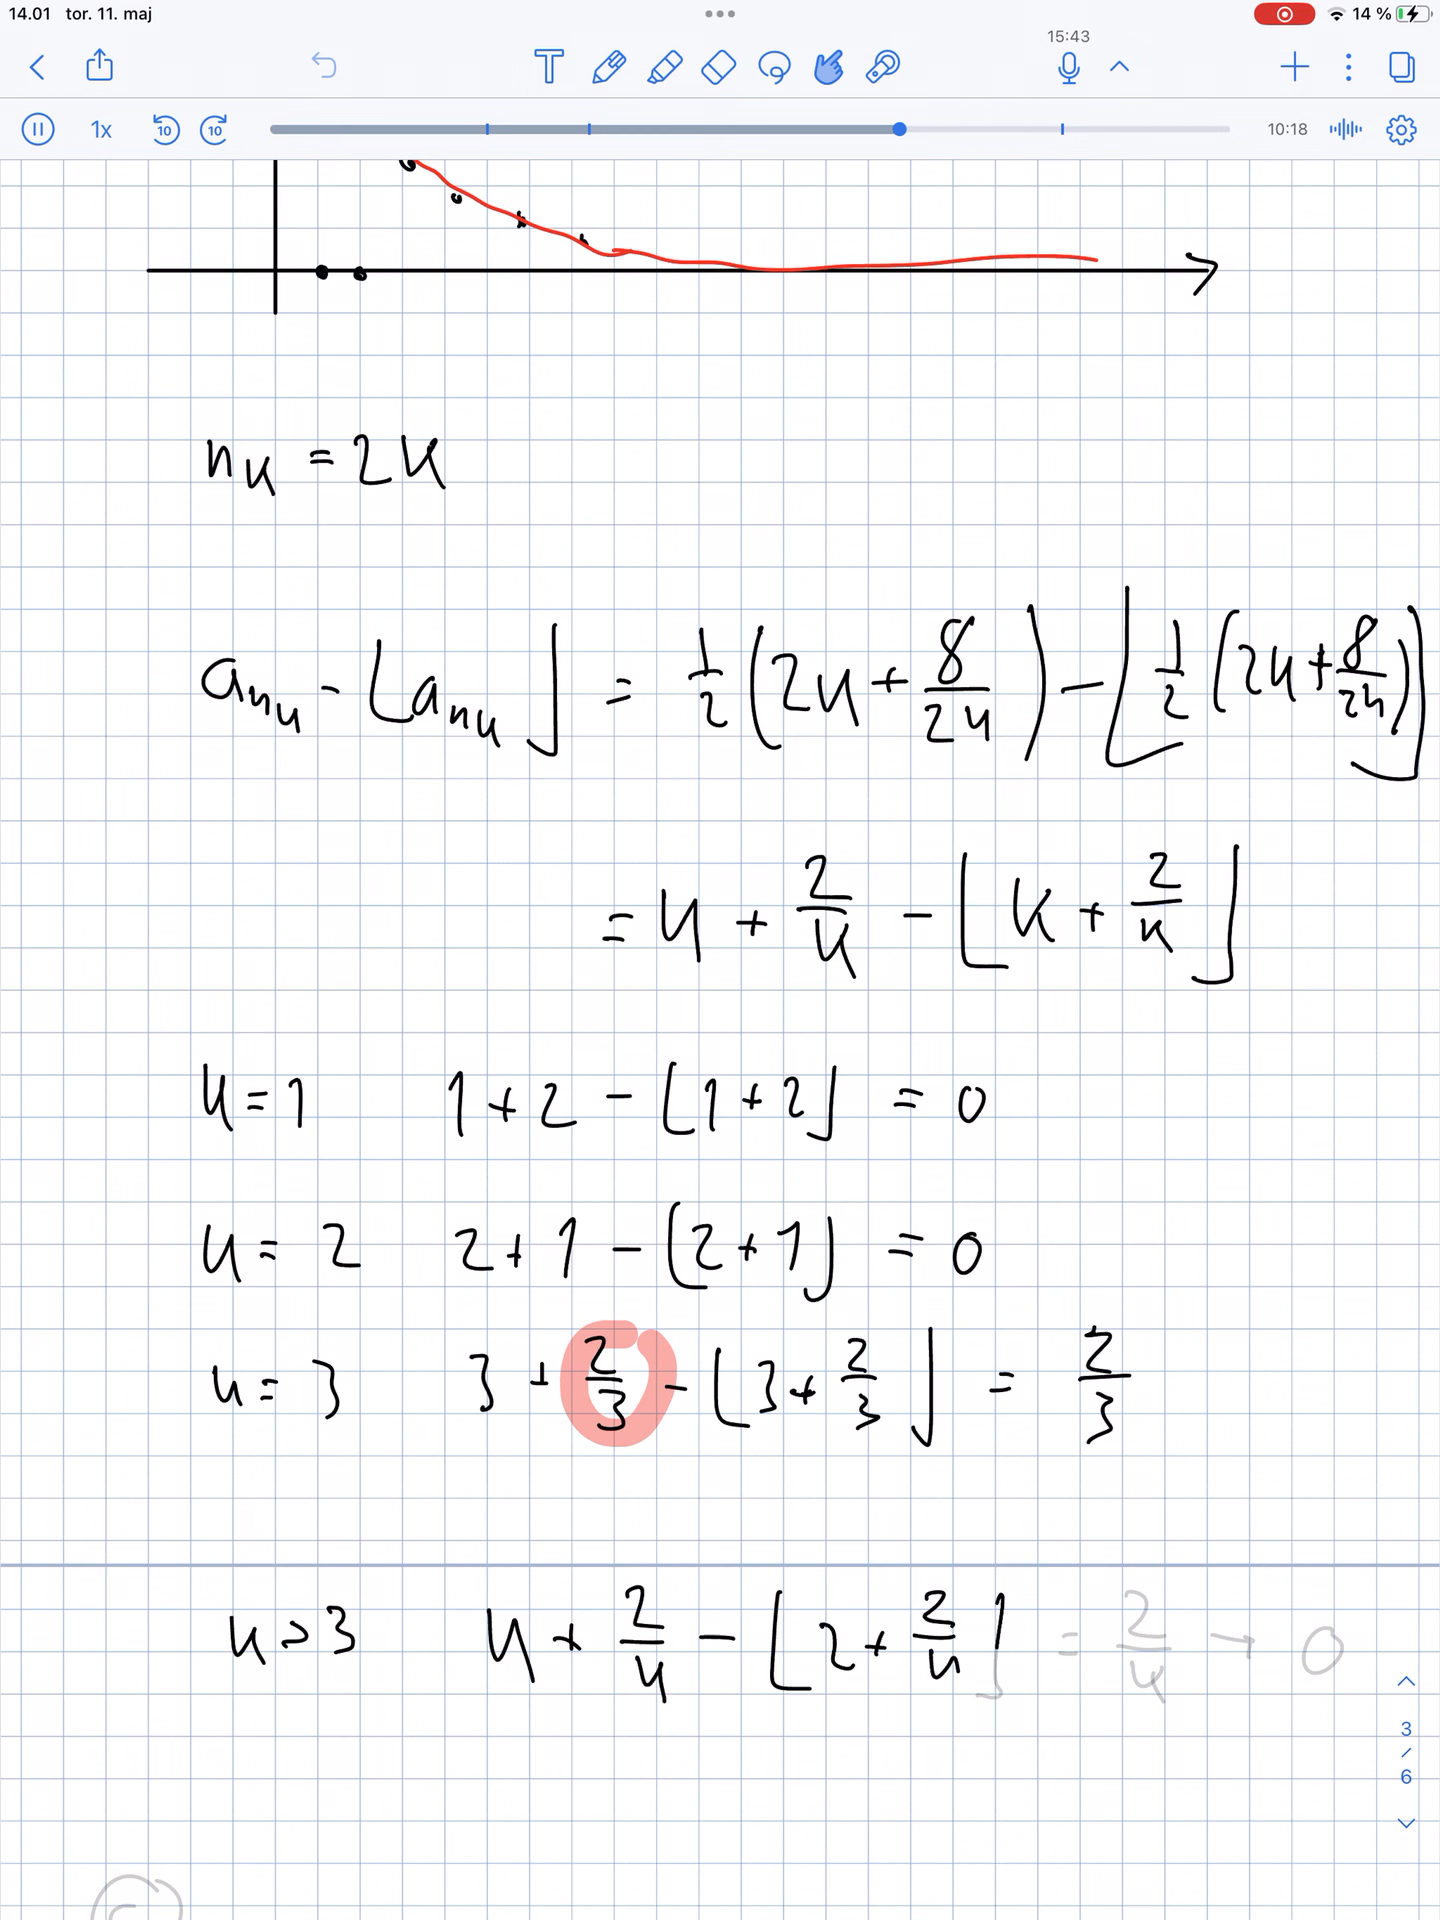 14.01 tor. 11. maj 14 %
15:43
1x 10 10 10:18
n_k = 2k
a_{n_k} - ⌊a_{n_k}⌋ = 1/2 (2k + 8/2k) - ⌊1/2 (2k + 8/2k)⌋
= k + 2/k - ⌊k + 2/k⌋
k = 1 1 + 2 - ⌊1 + 2⌋ = 0
k = 2 2 + 1 - ⌊2 + 1⌋ = 0
k = 3 3 + 2/3 - ⌊3 + 2/3⌋ = 2/3
k > 3 k + 2/k - ⌊2 + 2/k⌋ = 2/k → 0
3
/
6